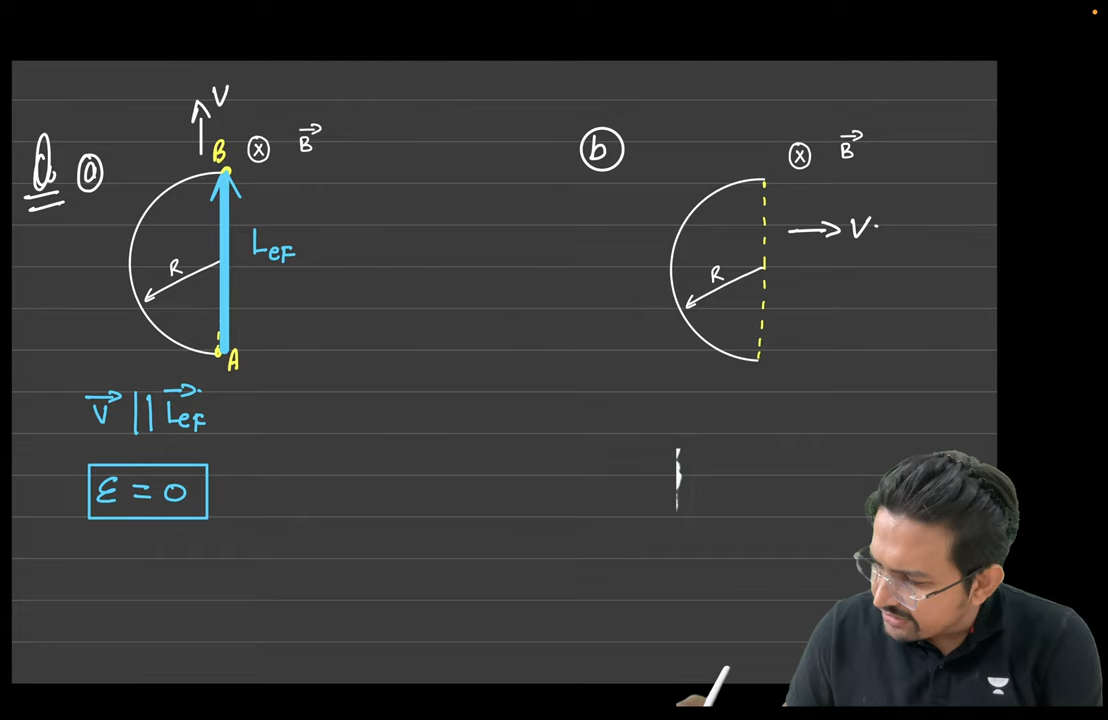 Q. ⓐ
V
B ⓧ B⃗
L_ef
R
A
V⃗ || L⃗_ef
ε = 0
ⓑ
ⓧ B⃗
→ V.
R